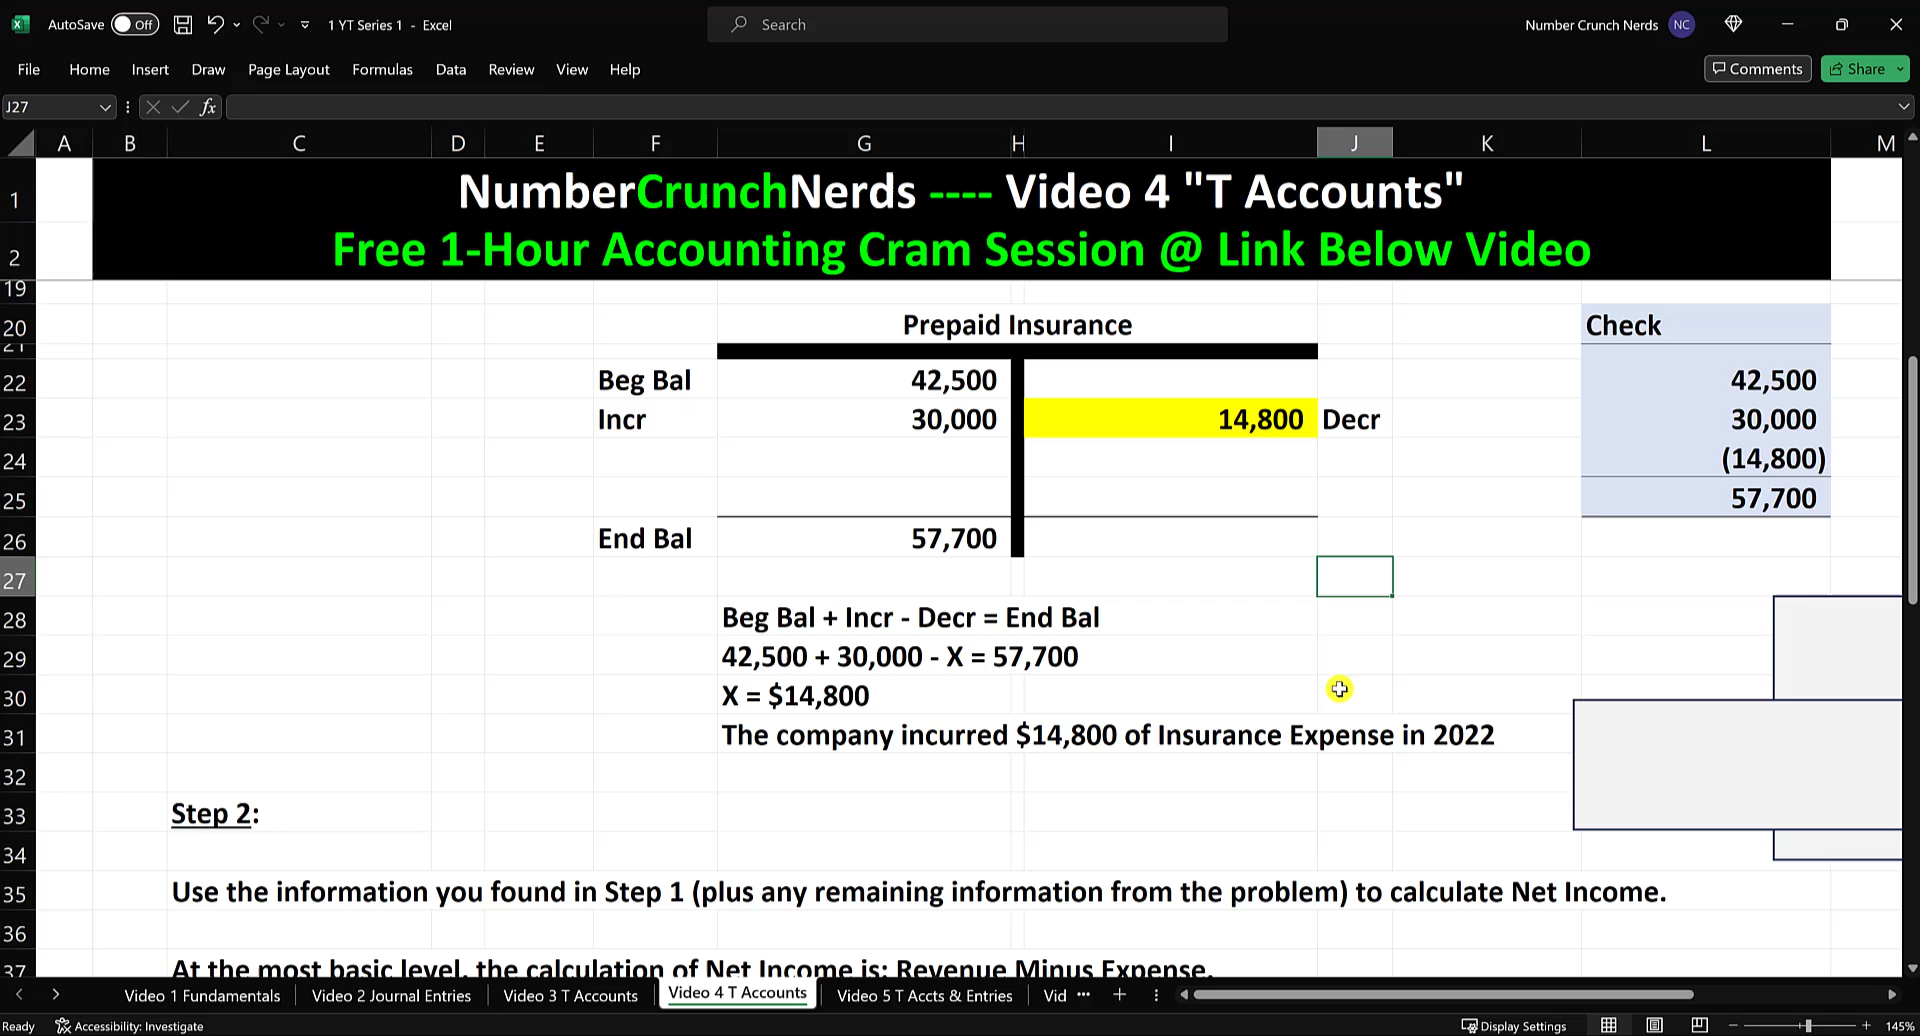 AutoSave Off 1 YT Series 1 - Excel Search Number Crunch Nerds NC
File Home Insert Draw Page Layout Formulas Data Review View Help Comments Share
J27 fx
A B C D E F G H I J K L M
1 NumberCrunchNerds ---- Video 4 "T Accounts"
2 Free 1-Hour Accounting Cram Session @ Link Below Video
19
20 Prepaid Insurance Check
21
22 Beg Bal 42,500 42,500
23 Incr 30,000 14,800 Decr 30,000
24 (14,800)
25 57,700
26 End Bal 57,700
27
28 Beg Bal + Incr - Decr = End Bal
29 42,500 + 30,000 - X = 57,700
30 X = $14,800
31 The company incurred $14,800 of Insurance Expense in 2022
32
33 Step 2:
34
35 Use the information you found in Step 1 (plus any remaining information from the problem) to calculate Net Income.
36
37 At the most basic level, the calculation of Net Income is: Revenue Minus Expense.
Video 1 Fundamentals Video 2 Journal Entries Video 3 T Accounts Video 4 T Accounts Video 5 T Accts & Entries Vid ···
Ready Accessibility: Investigate Display Settings 145%